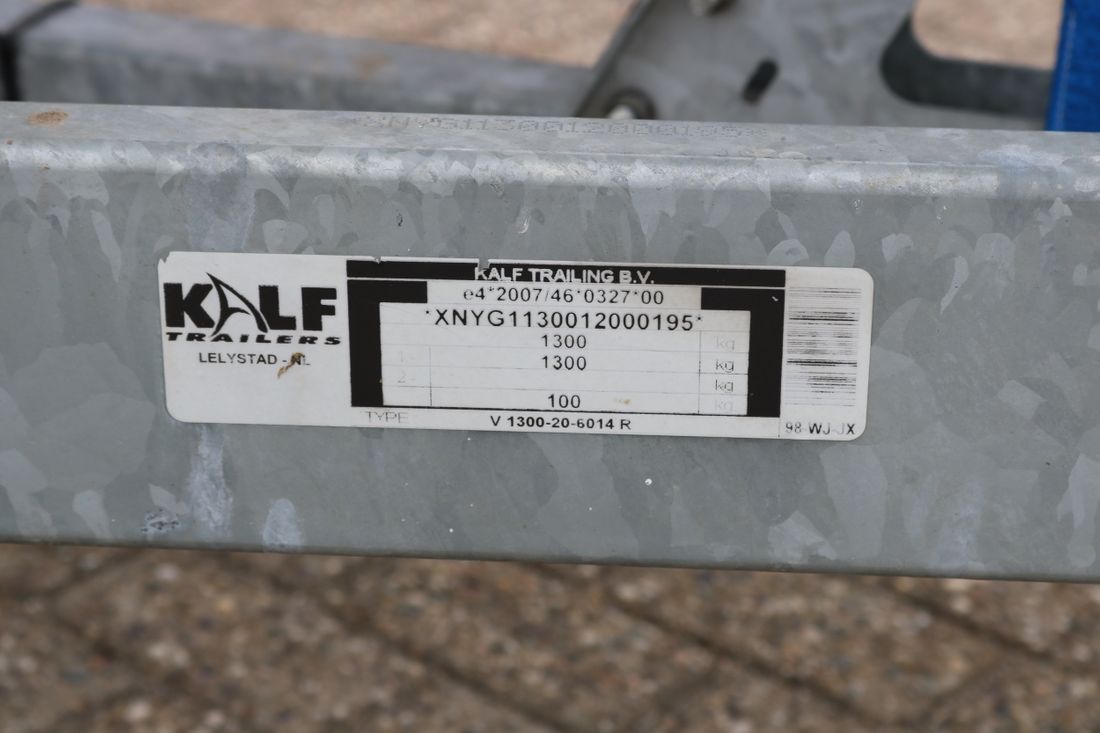 KALF
TRAILERS
LELYSTAD - NL
KALF TRAILING B.V.
e4*2007/46*0327*00
*XNYG1130012000195*
1300 kg
1- 1300 kg
2- kg
100 kg
TYPE V 1300-20-6014 R
98-WJ-JX